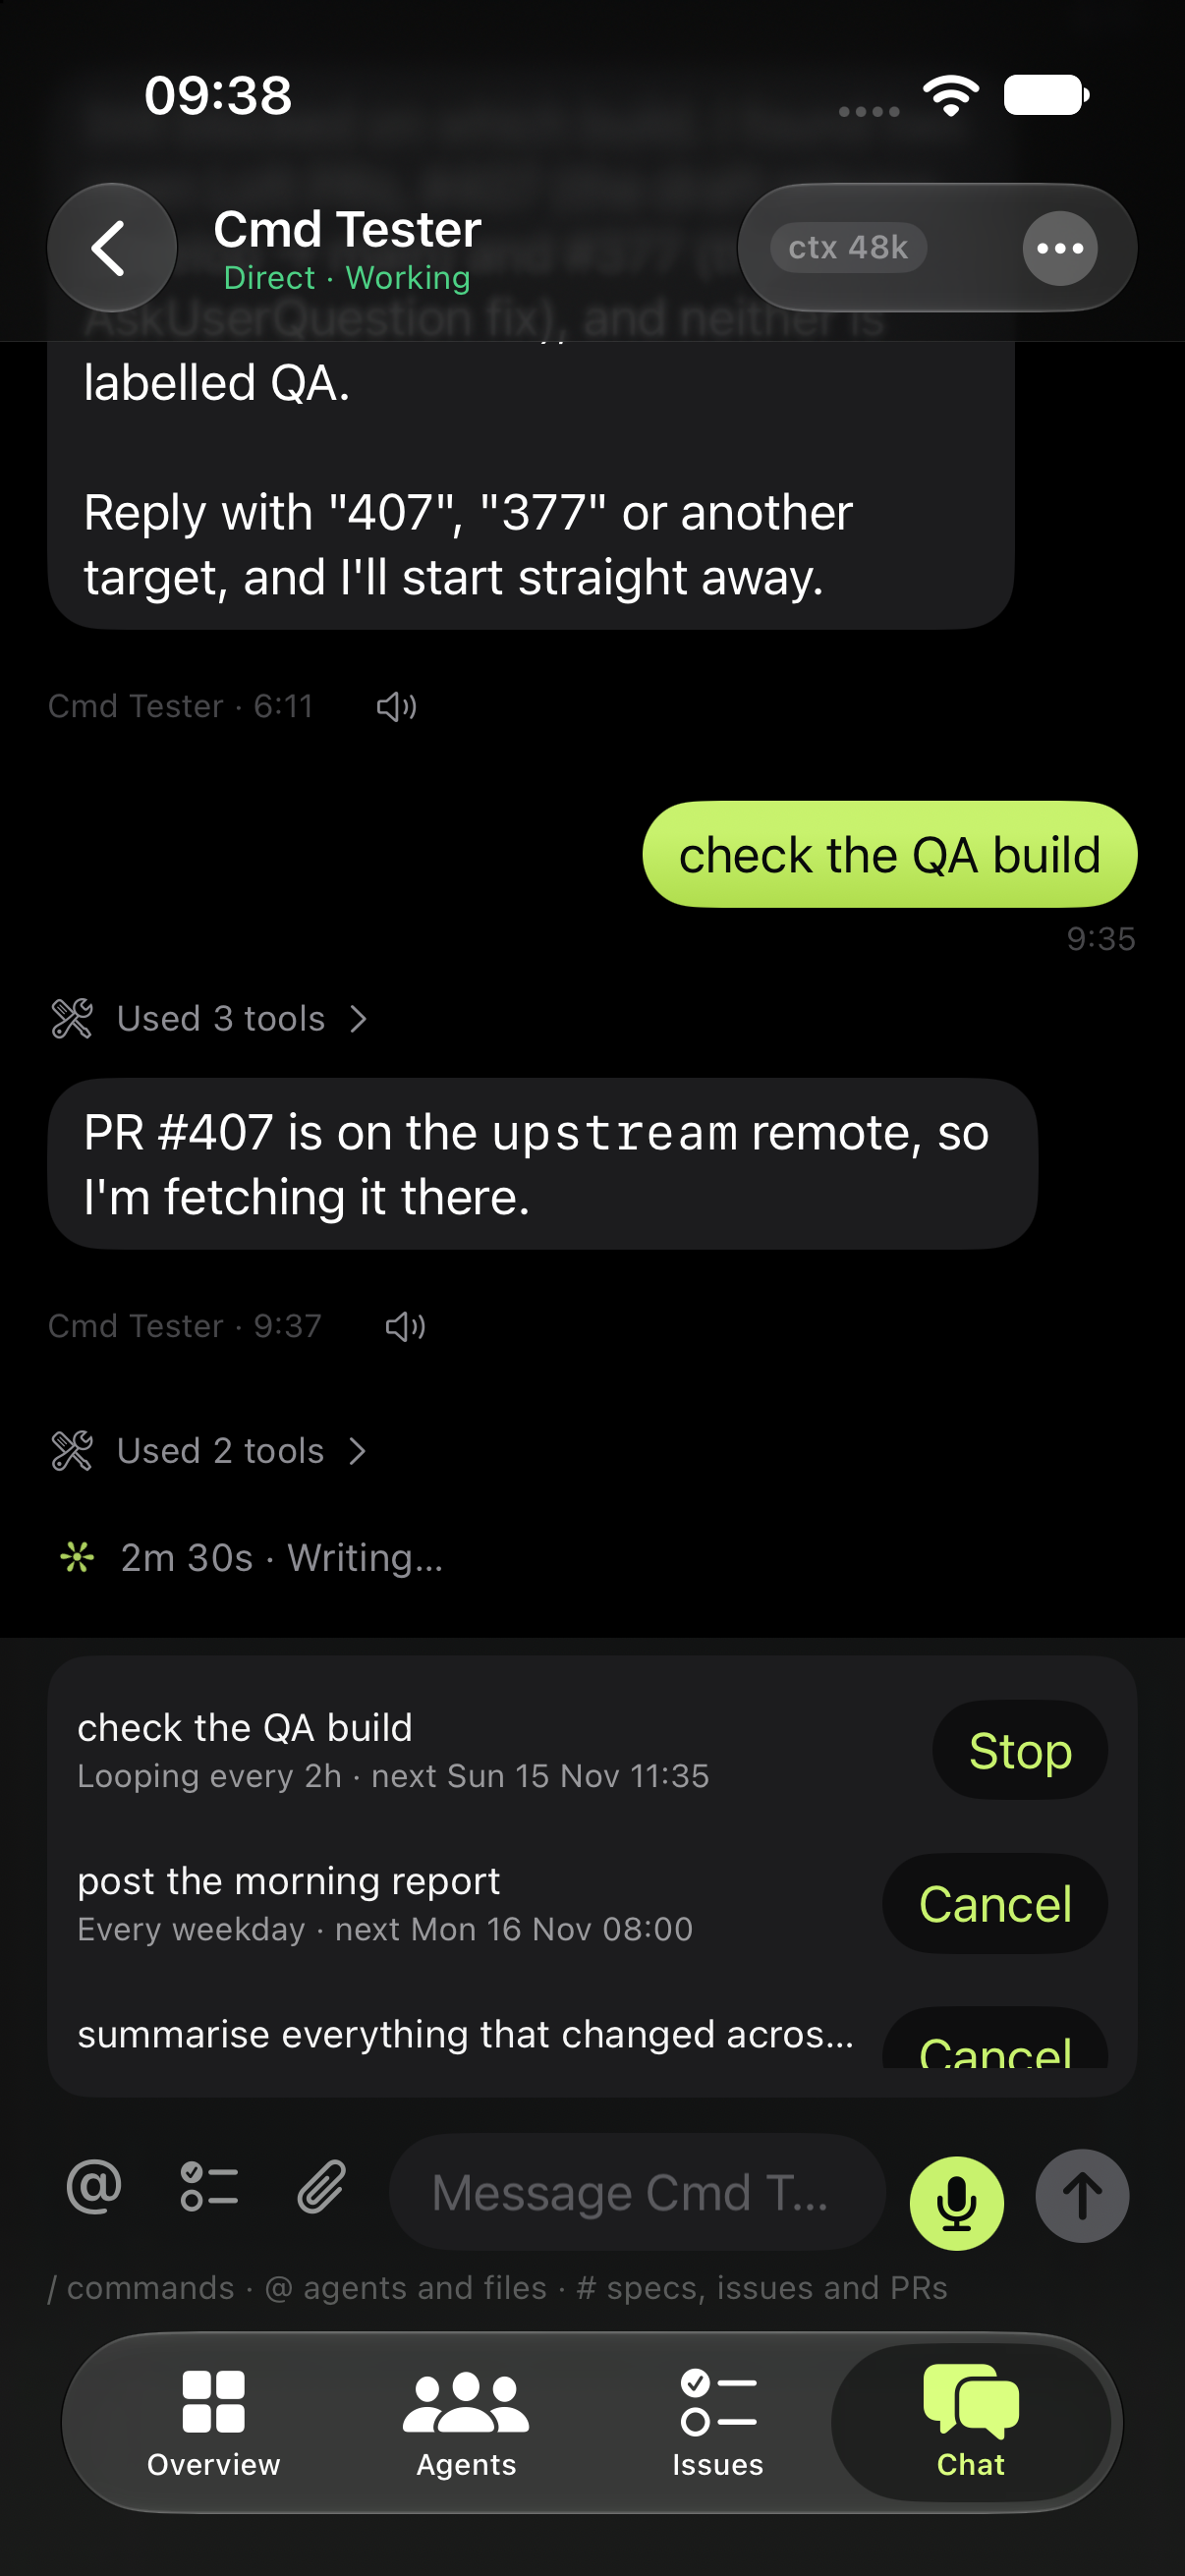 09:38
Cmd Tester
Direct · Working
ctx 48k
AskUserQuestion fix), and neither is
labelled QA.
Reply with "407", "377" or another
target, and I'll start straight away.
Cmd Tester · 6:11
check the QA build
9:35
Used 3 tools
PR #407 is on the upstream remote, so
I'm fetching it there.
Cmd Tester · 9:37
Used 2 tools
2m 30s · Writing...
check the QA build
Looping every 2h · next Sun 15 Nov 11:35
Stop
post the morning report
Every weekday · next Mon 16 Nov 08:00
Cancel
summarise everything that changed acros...
Cancel
Message Cmd T...
/ commands · @ agents and files · # specs, issues and PRs
Overview
Agents
Issues
Chat